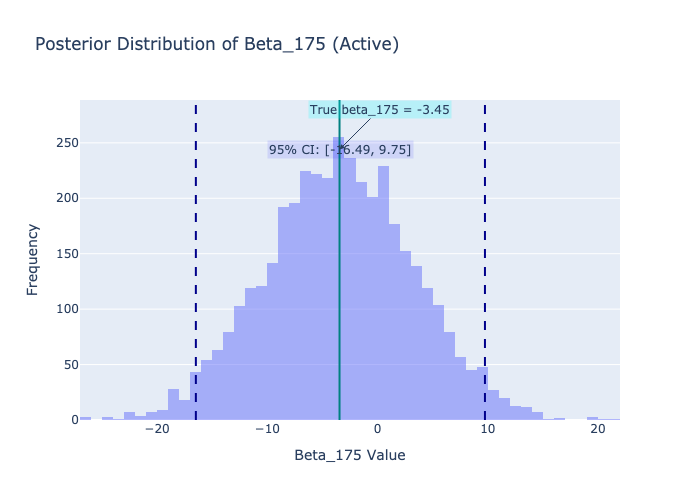 Posterior Distribution of Beta_175 (Active)
True beta_175 = -3.45
95% CI: [-16.49, 9.75]
250
200
150
100
50
0
Frequency
−20
−10
0
10
20
Beta_175 Value